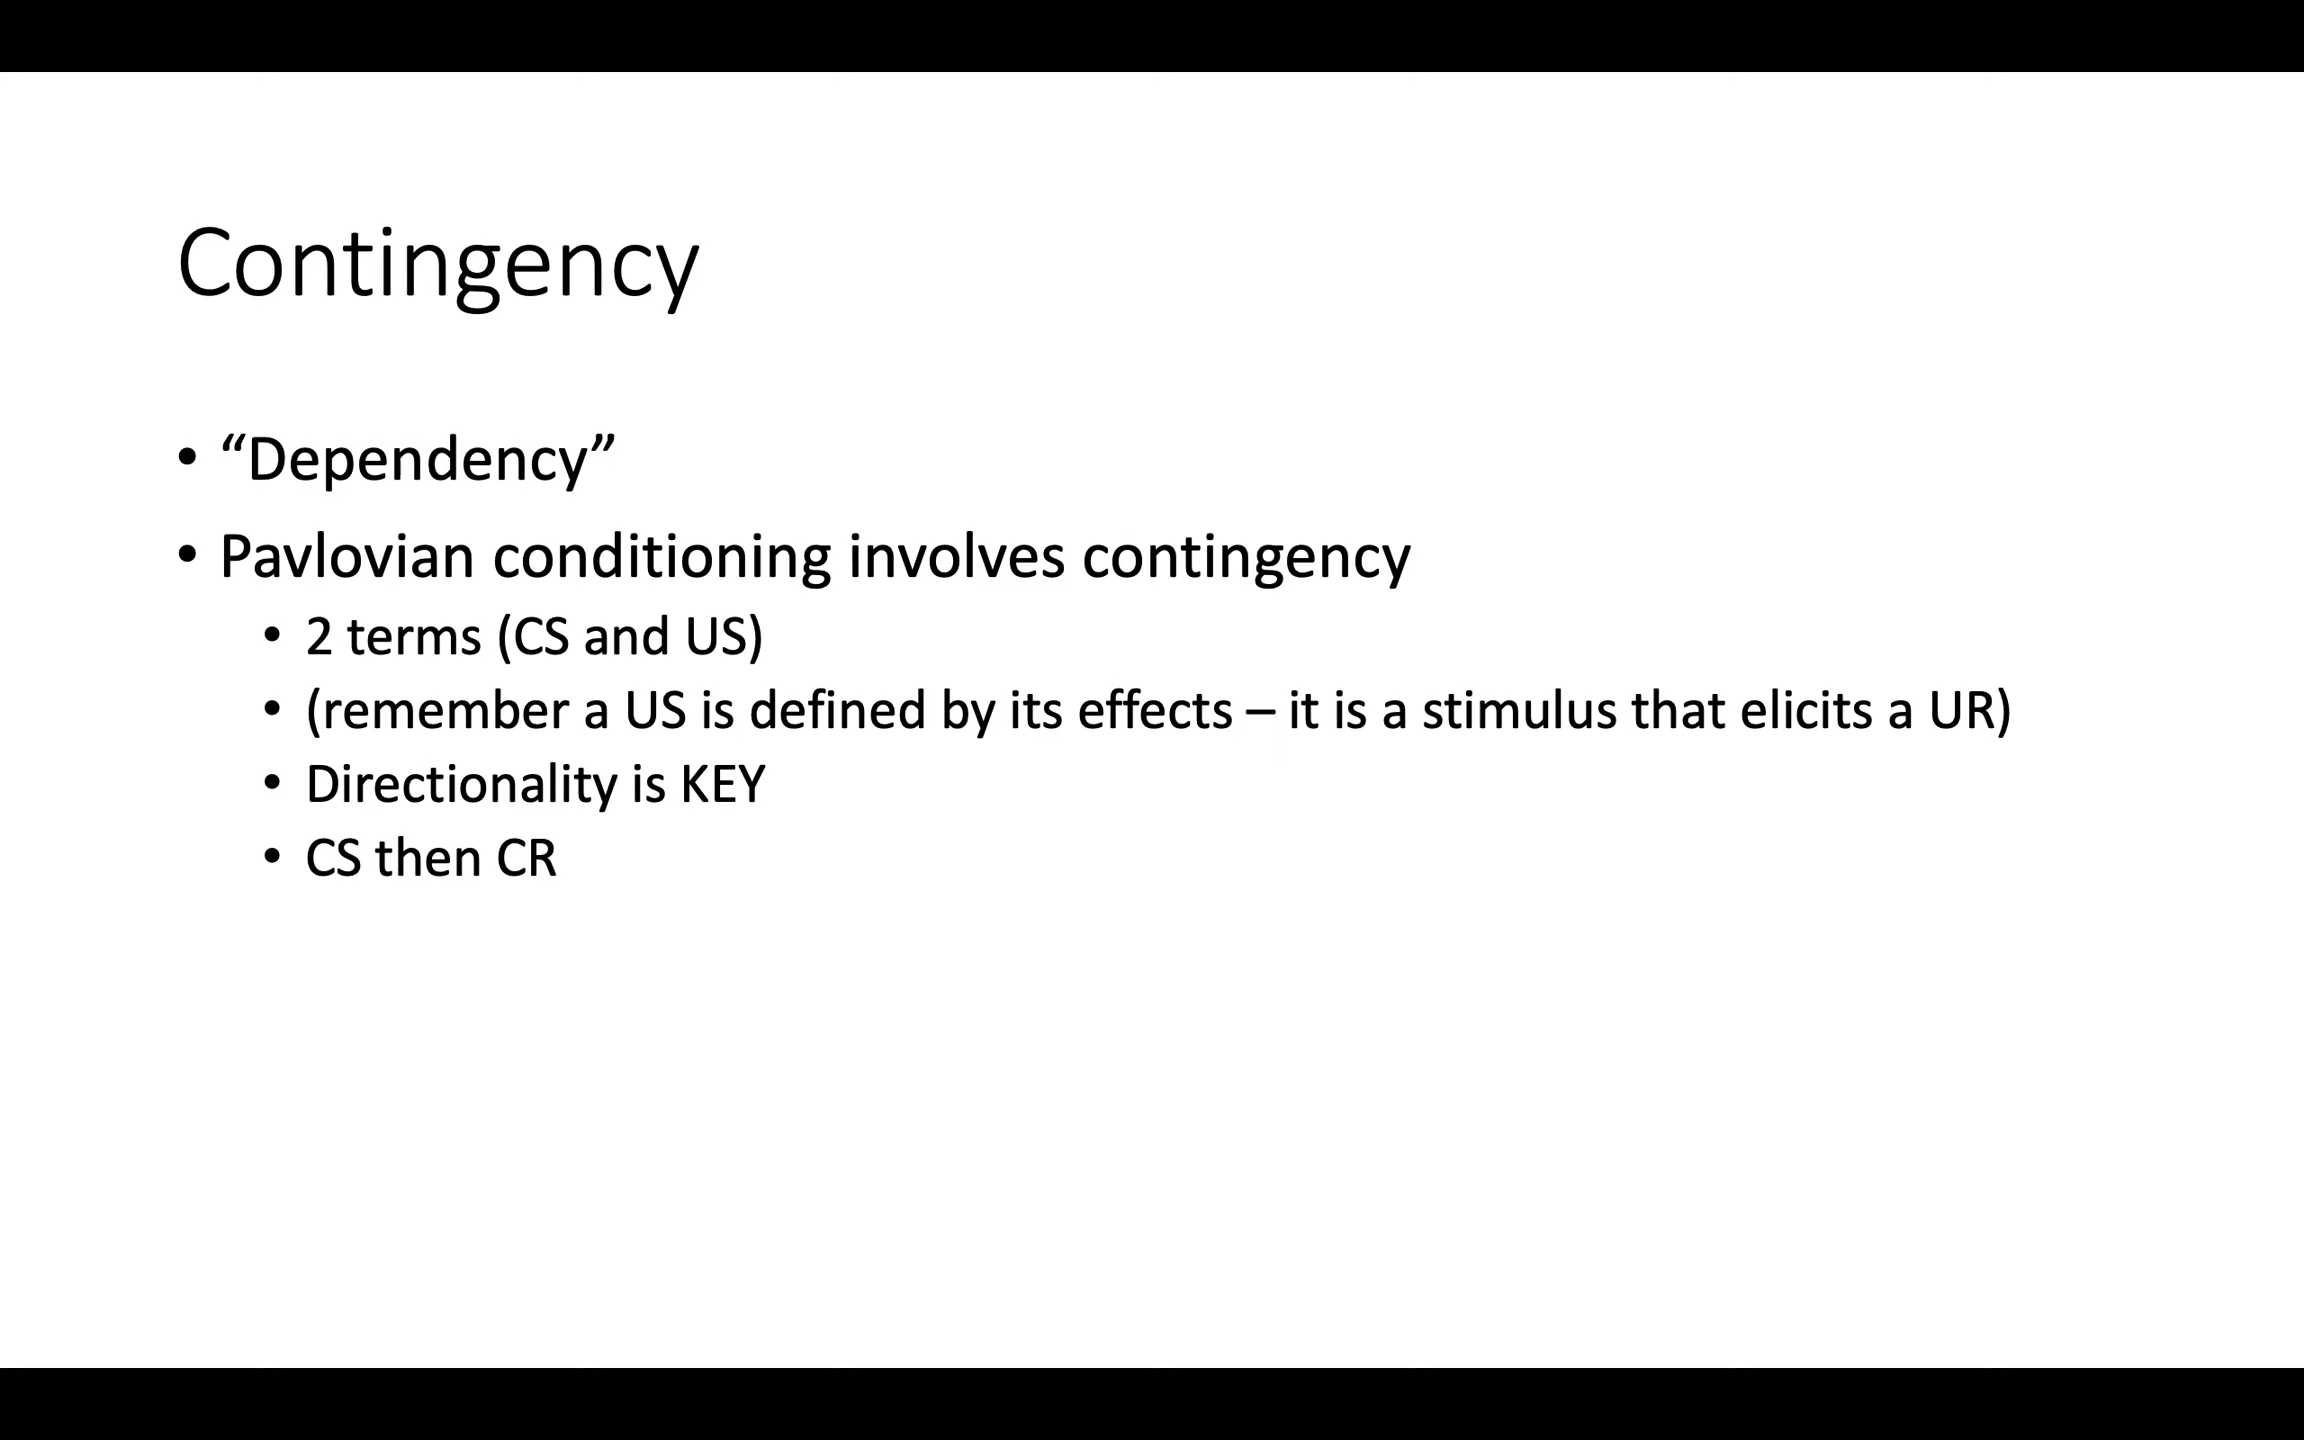 Contingency
• “Dependency”
• Pavlovian conditioning involves contingency
• 2 terms (CS and US)
• (remember a US is defined by its effects – it is a stimulus that elicits a UR)
• Directionality is KEY
• CS then CR